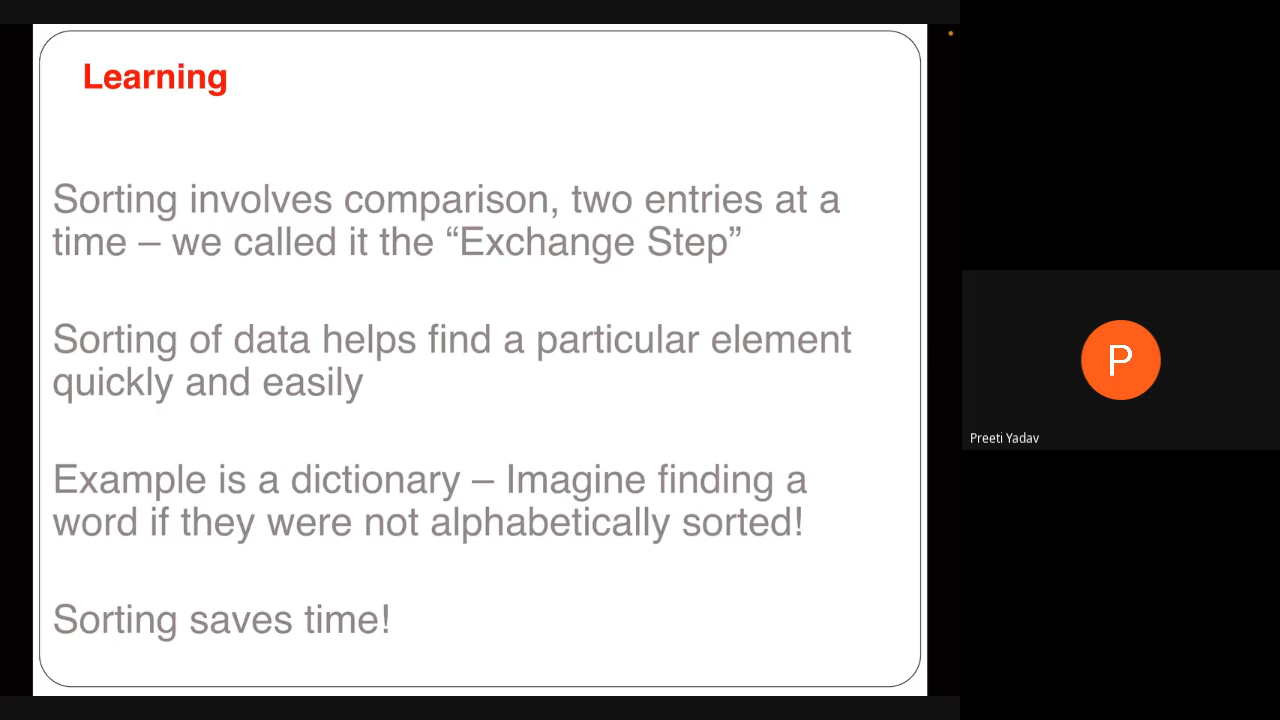 Learning
Sorting involves comparison, two entries at a
time – we called it the “Exchange Step”
Sorting of data helps find a particular element
quickly and easily
Example is a dictionary – Imagine finding a
word if they were not alphabetically sorted!
Sorting saves time!
P
Preeti Yadav